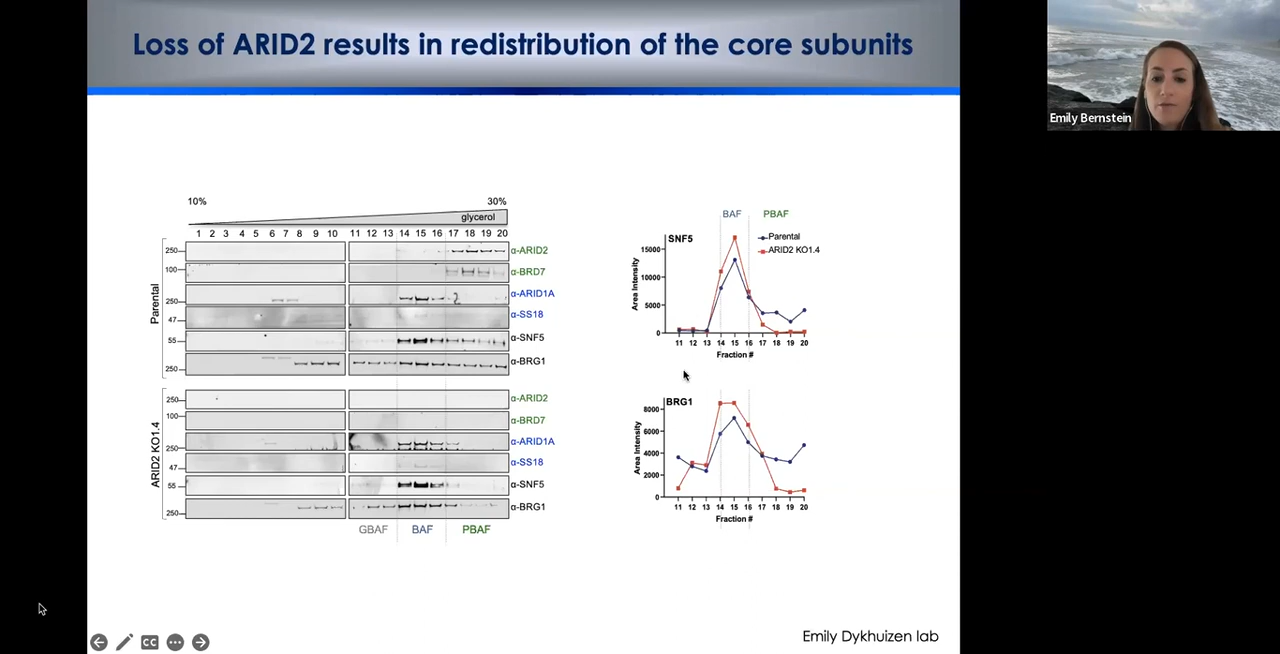 Loss of ARID2 results in redistribution of the core subunits
Emily Bernstein
10% 30%
glycerol
1 2 3 4 5 6 7 8 9 10 11 12 13 14 15 16 17 18 19 20
Parental
250 α-ARID2
100 α-BRD7
250 α-ARID1A
47 α-SS18
55 α-SNF5
250 α-BRG1
ARID2 KO1.4
250 α-ARID2
100 α-BRD7
250 α-ARID1A
47 α-SS18
55 α-SNF5
250 α-BRG1
GBAF BAF PBAF
BAF PBAF
SNF5
Parental
ARID2 KO1.4
Area Intensity
15000
10000
5000
0
11 12 13 14 15 16 17 18 19 20
Fraction #
BRG1
Area Intensity
8000
6000
4000
2000
0
11 12 13 14 15 16 17 18 19 20
Fraction #
CC
Emily Dykhuizen lab